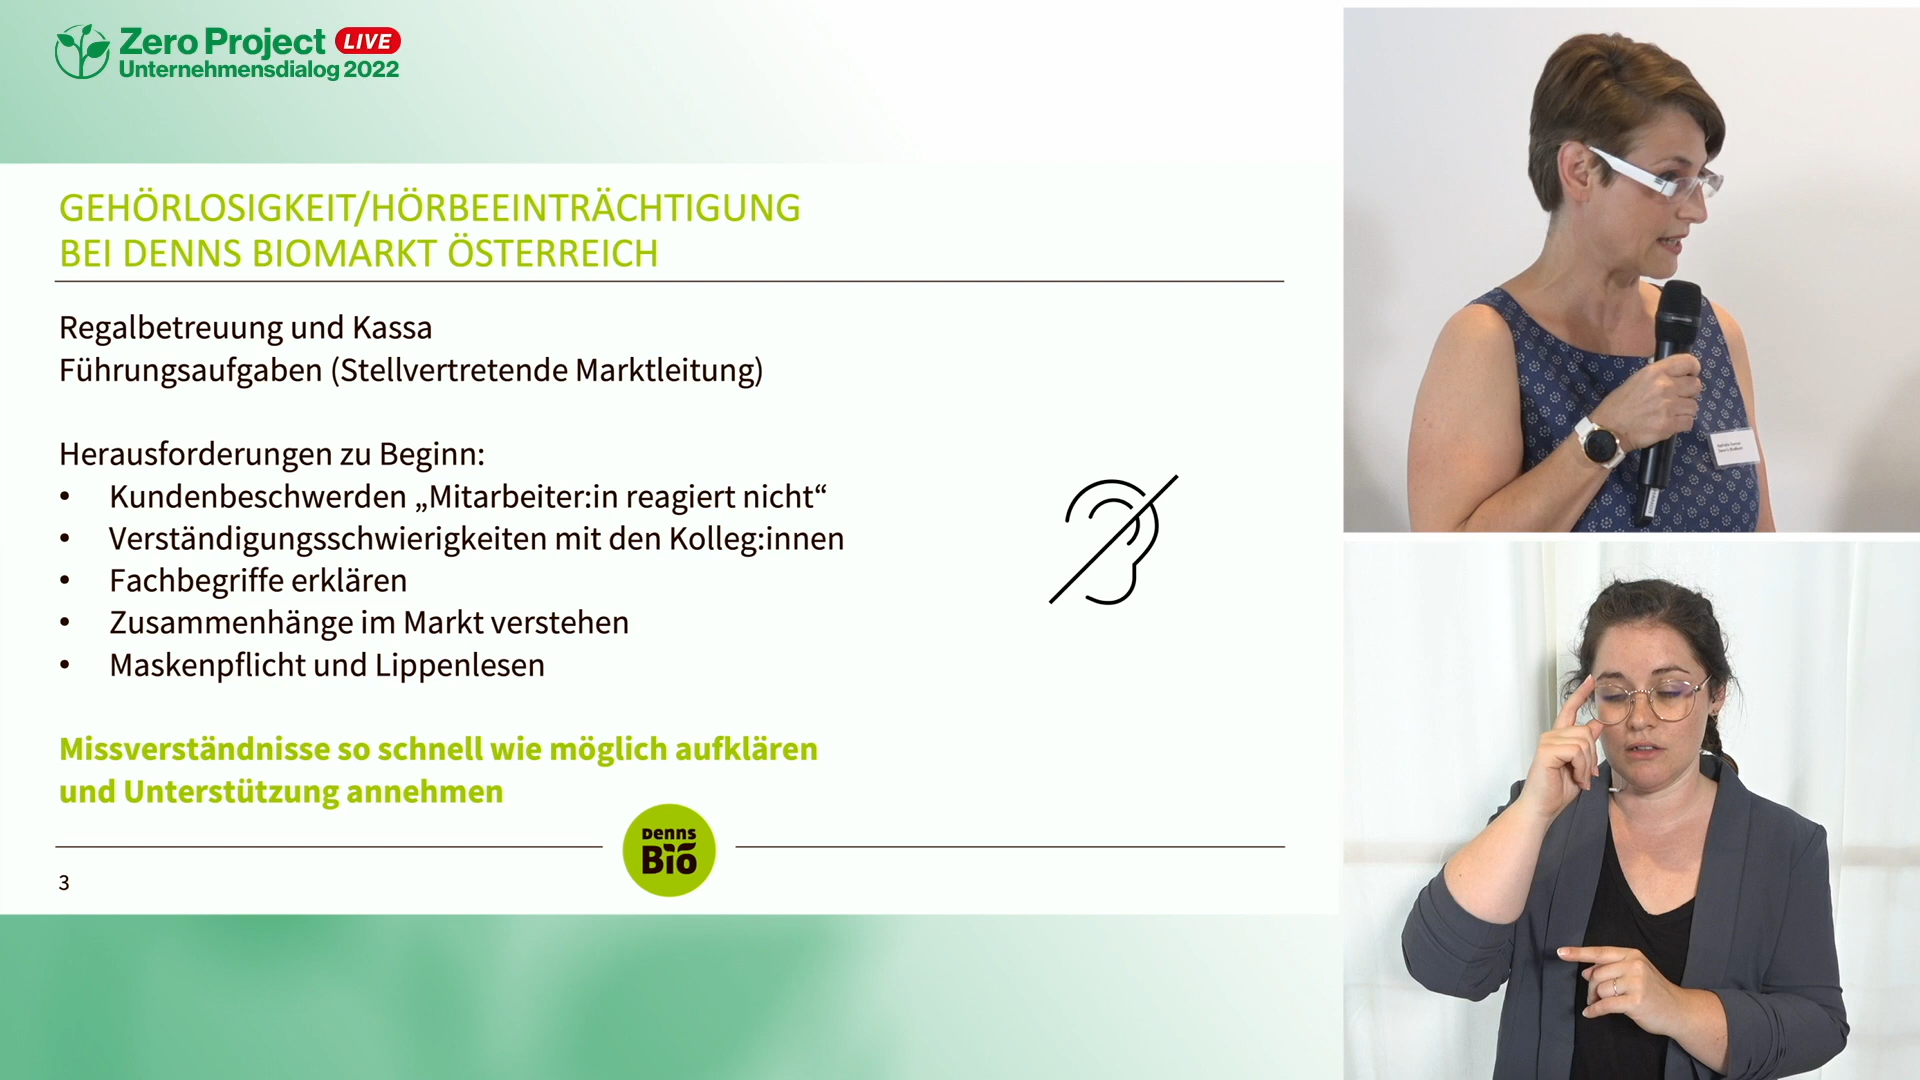 Zero Project LIVE
Unternehmensdialog 2022
GEHÖRLOSIGKEIT/HÖRBEEINTRÄCHTIGUNG
BEI DENNS BIOMARKT ÖSTERREICH
Regalbetreuung und Kassa
Führungsaufgaben (Stellvertretende Marktleitung)
Herausforderungen zu Beginn:
• Kundenbeschwerden „Mitarbeiter:in reagiert nicht“
• Verständigungsschwierigkeiten mit den Kolleg:innen
• Fachbegriffe erklären
• Zusammenhänge im Markt verstehen
• Maskenpflicht und Lippenlesen
Missverständnisse so schnell wie möglich aufklären
und Unterstützung annehmen
Denns
Bio
3